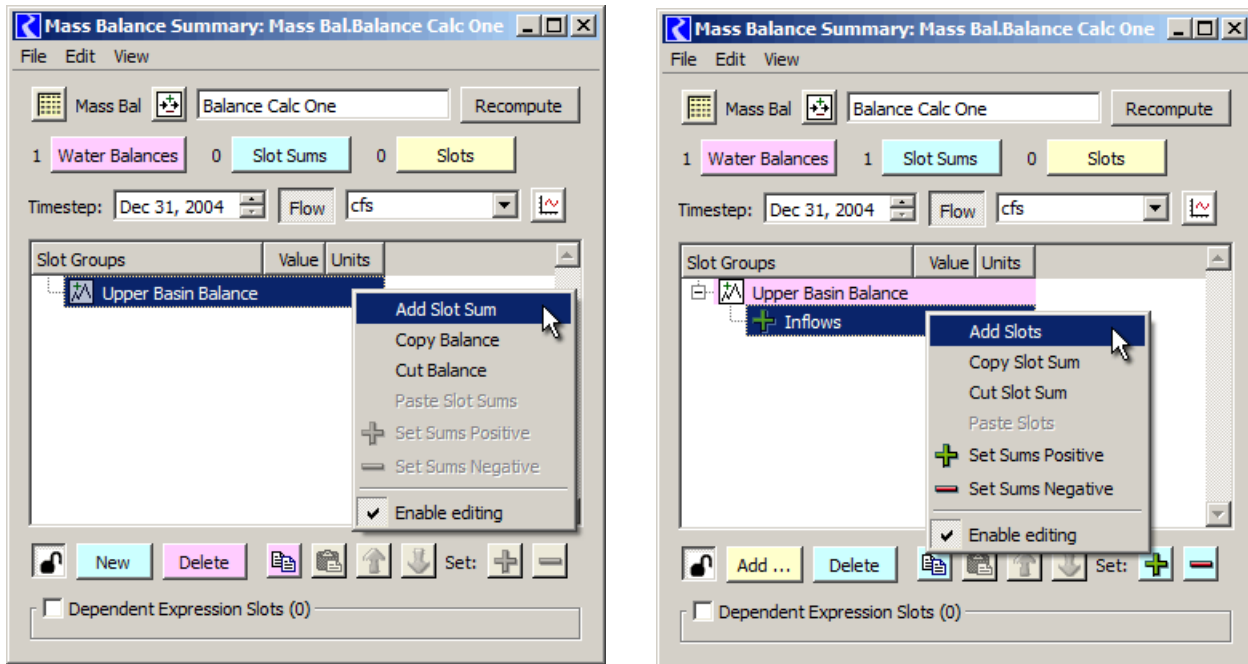 Mass Balance Summary: Mass Bal.Balance Calc One
File Edit View
Mass Bal Balance Calc One Recompute
1 Water Balances 0 Slot Sums 0 Slots
Timestep: Dec 31, 2004 Flow cfs
Slot Groups Value Units
Upper Basin Balance
Add Slot Sum
Copy Balance
Cut Balance
Paste Slot Sums
Set Sums Positive
Set Sums Negative
Enable editing
New Delete Set:
Dependent Expression Slots (0)
Mass Balance Summary: Mass Bal.Balance Calc One
File Edit View
Mass Bal Balance Calc One Recompute
1 Water Balances 1 Slot Sums 0 Slots
Timestep: Dec 31, 2004 Flow cfs
Slot Groups Value Units
Upper Basin Balance
Inflows
Add Slots
Copy Slot Sum
Cut Slot Sum
Paste Slots
Set Sums Positive
Set Sums Negative
Enable editing
Add ... Delete Set:
Dependent Expression Slots (0)